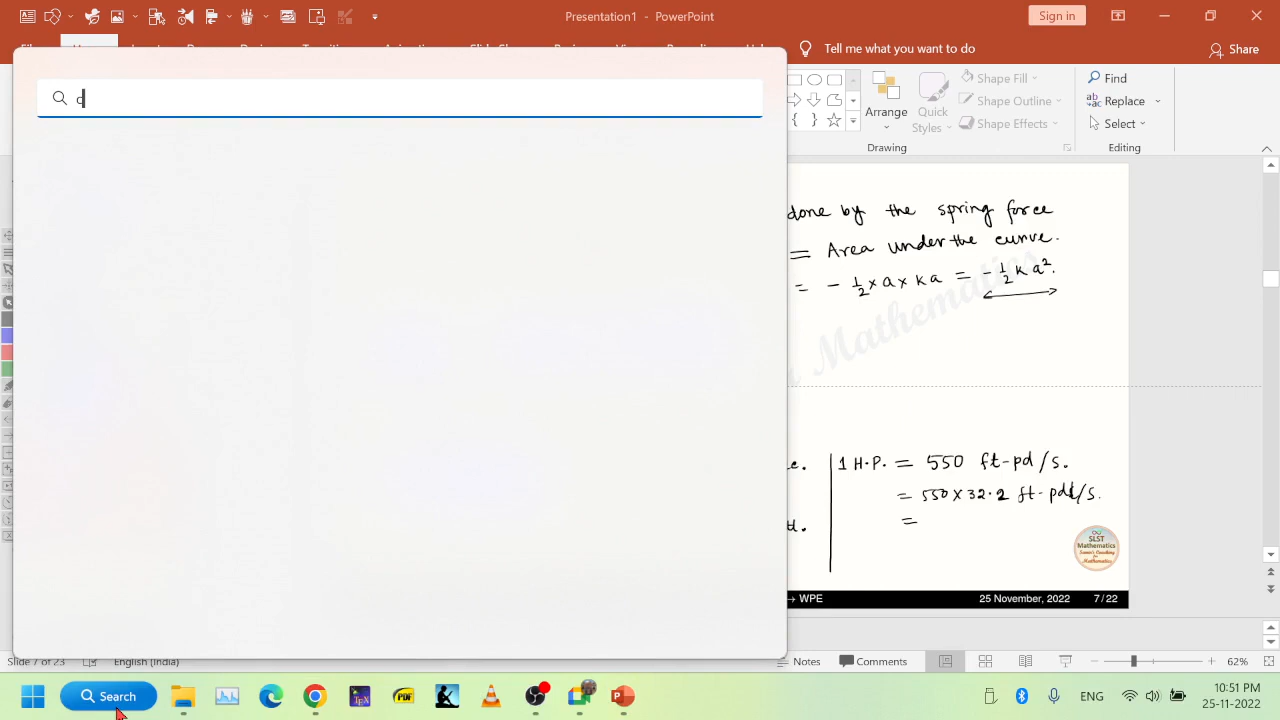 Presentation1 - PowerPoint
Sign in
Tell me what you want to do
Share
c
Shape Fill
Shape Outline
Shape Effects
Arrange
Quick
Styles
Find
Replace
Select
Drawing
Editing
done by the spring force
= Area under the curve.
= - 1/2 × a × ka = - 1/2 k a².
Mathematics
1 H.P. = 550 ft-pd/s.
= 550 × 32.2 ft-pdl/s.
=
SLST
Mathematics
→ WPE
25 November, 2022
7/22
Slide 7 of 23
English (India)
Notes
Comments
62%
Search
PDF
ENG
10:51 PM
25-11-2022